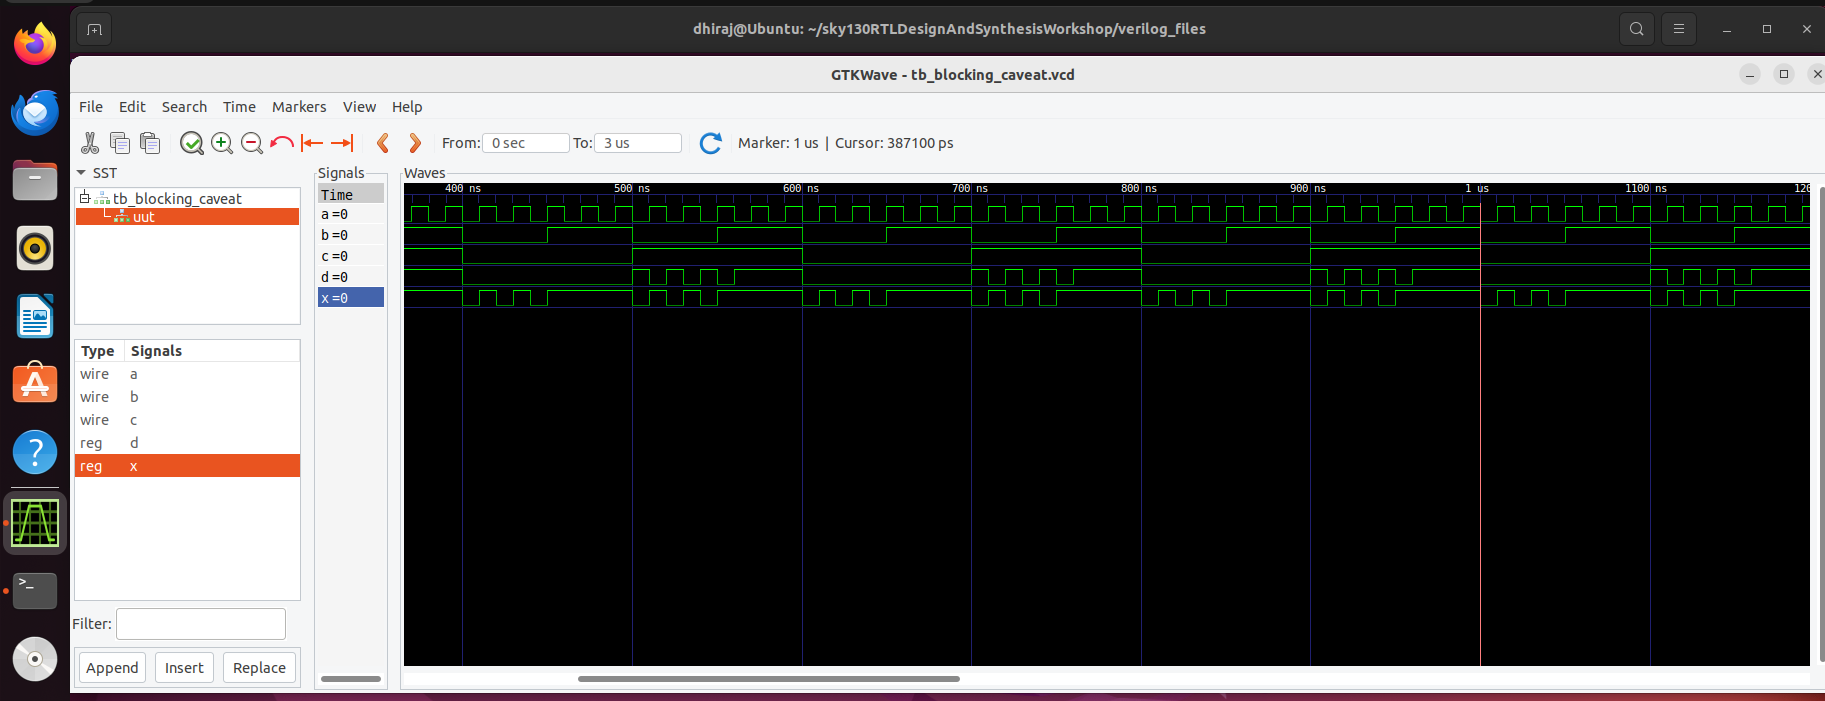 dhiraj@Ubuntu: ~/sky130RTLDesignAndSynthesisWorkshop/verilog_files
GTKWave - tb_blocking_caveat.vcd
File Edit Search Time Markers View Help
From: 0 sec To: 3 us Marker: 1 us | Cursor: 387100 ps
SST
tb_blocking_caveat
uut
Type Signals
wire a
wire b
wire c
reg d
reg x
Filter:
Append Insert Replace
Signals
Time
a=0
b=0
c=0
d=0
x=0
Waves
400 ns 500 ns 600 ns 700 ns 800 ns 900 ns 1 us 1100 ns 120
>_
?